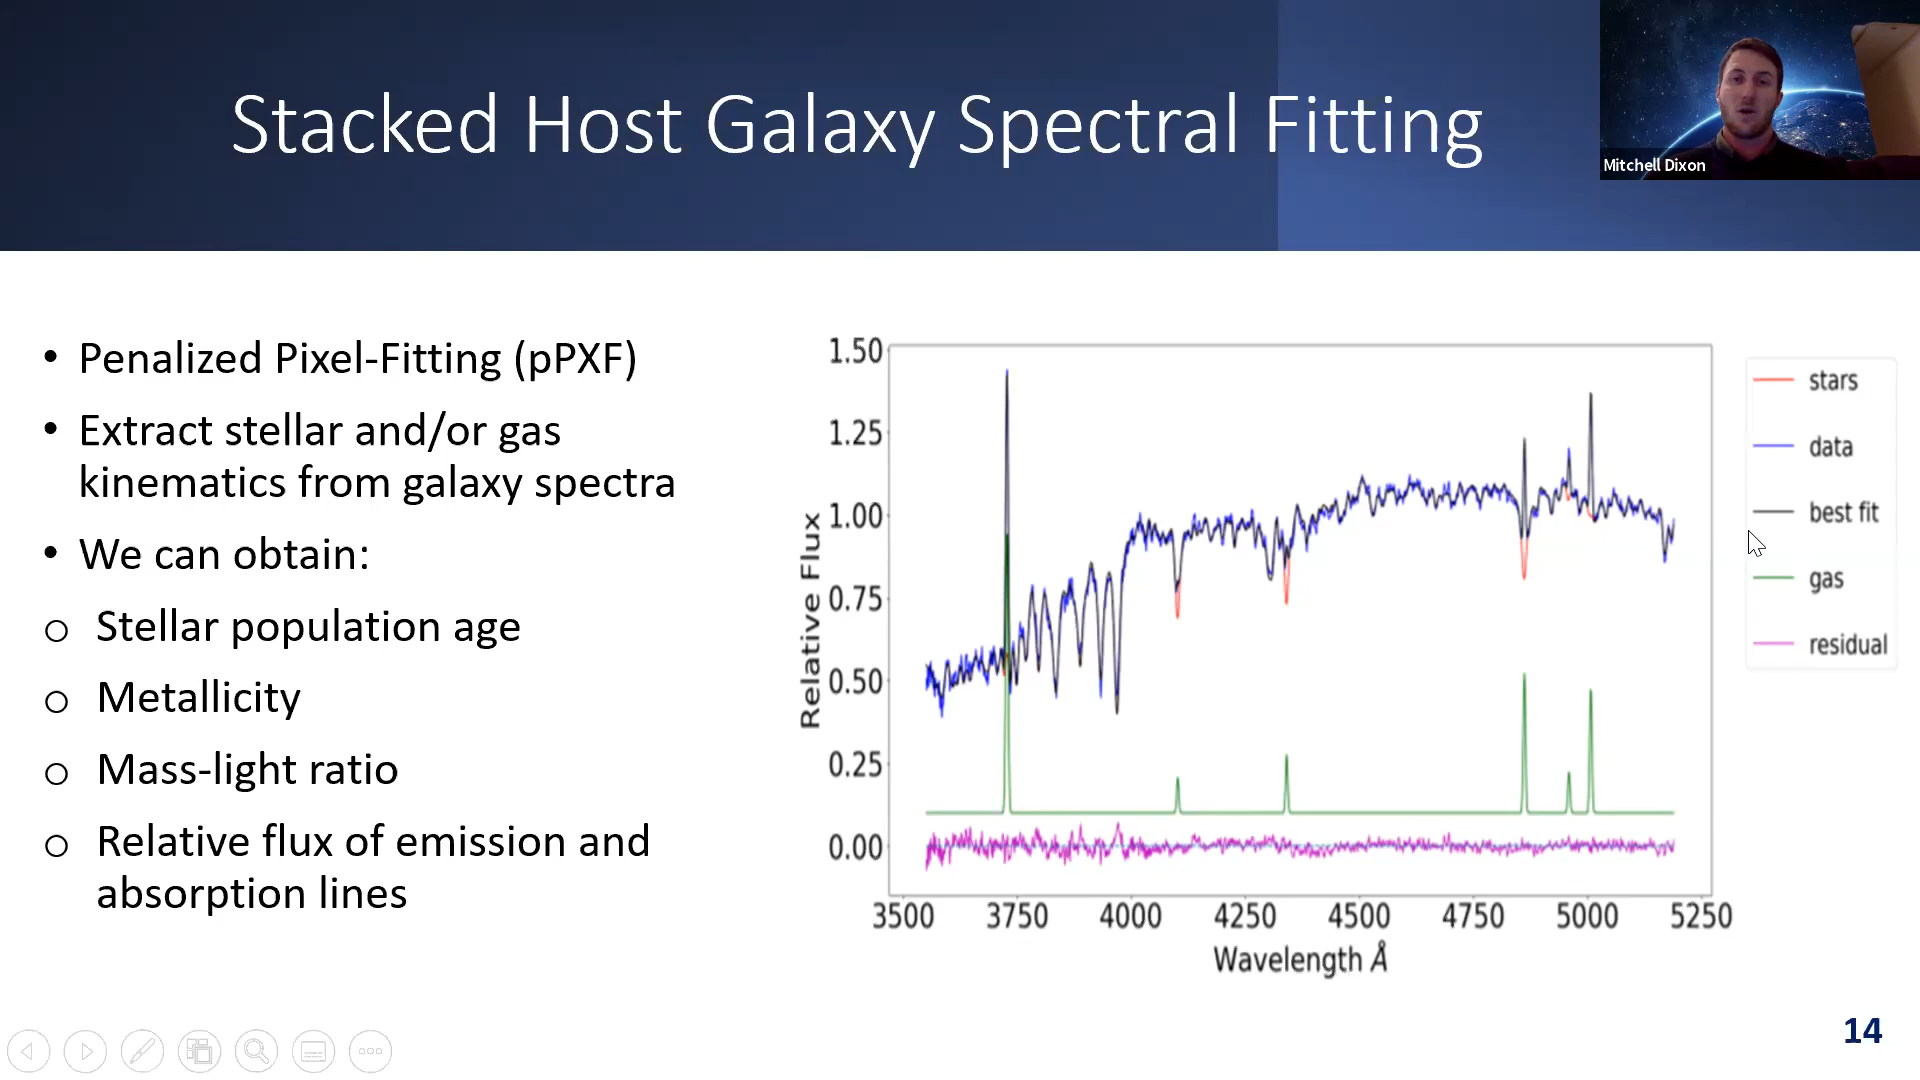 Stacked Host Galaxy Spectral Fitting
Mitchell Dixon
• Penalized Pixel-Fitting (pPXF)
• Extract stellar and/or gas
kinematics from galaxy spectra
• We can obtain:
o Stellar population age
o Metallicity
o Mass-light ratio
o Relative flux of emission and
absorption lines
1.50
1.25
1.00
0.75
0.50
0.25
0.00
Relative Flux
3500 3750 4000 4250 4500 4750 5000 5250
Wavelength Å
stars
data
best fit
gas
residual
14